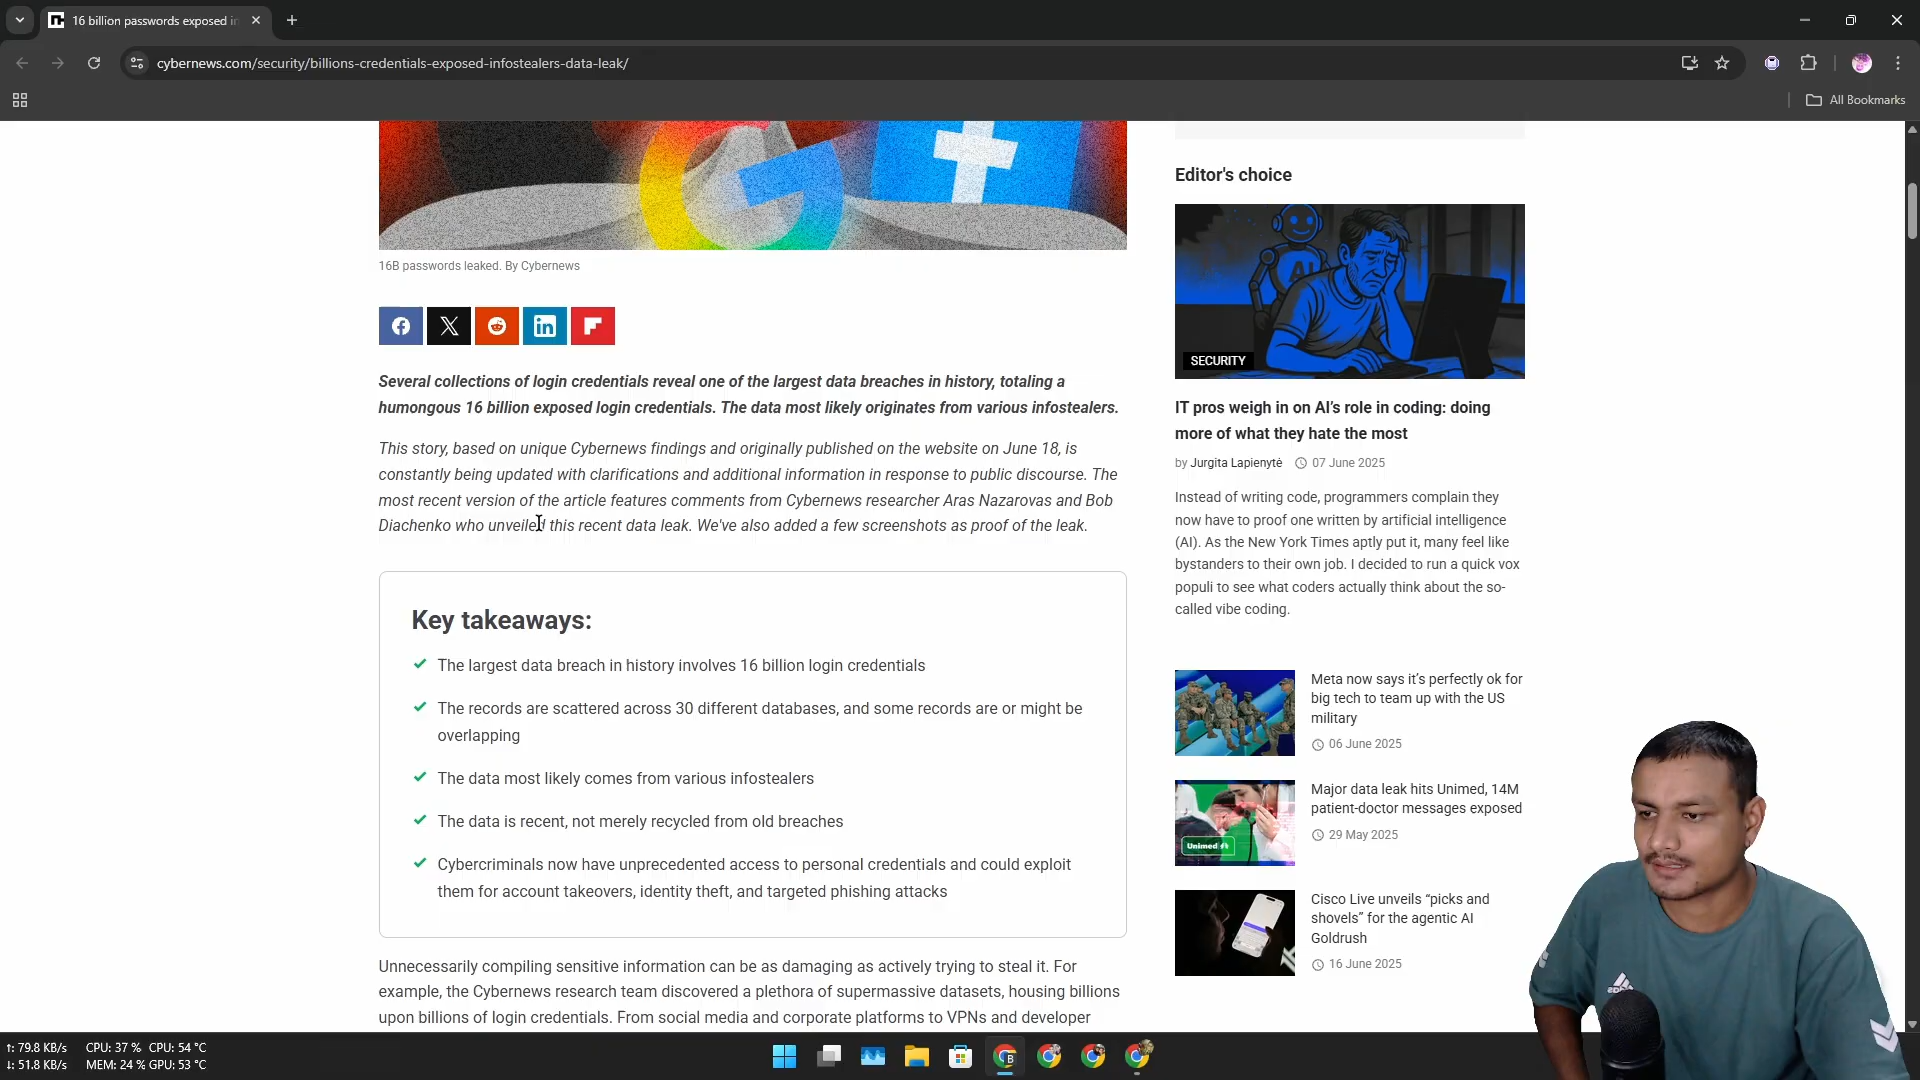 16 billion passwords exposed in
cybernews.com/security/billions-credentials-exposed-infostealers-data-leak/
All Bookmarks
16B passwords leaked. By Cybernews
Several collections of login credentials reveal one of the largest data breaches in history, totaling a
humongous 16 billion exposed login credentials. The data most likely originates from various infostealers.
This story, based on unique Cybernews findings and originally published on the website on June 18, is
constantly being updated with clarifications and additional information in response to public discourse. The
most recent version of the article features comments from Cybernews researcher Aras Nazarovas and Bob
Diachenko who unveiled this recent data leak. We've also added a few screenshots as proof of the leak.
Key takeaways:
The largest data breach in history involves 16 billion login credentials
The records are scattered across 30 different databases, and some records are or might be
overlapping
The data most likely comes from various infostealers
The data is recent, not merely recycled from old breaches
Cybercriminals now have unprecedented access to personal credentials and could exploit
them for account takeovers, identity theft, and targeted phishing attacks
Unnecessarily compiling sensitive information can be as damaging as actively trying to steal it. For
example, the Cybernews research team discovered a plethora of supermassive datasets, housing billions
upon billions of login credentials. From social media and corporate platforms to VPNs and developer
Editor's choice
AI
SECURITY
IT pros weigh in on AI's role in coding: doing
more of what they hate the most
by Jurgita Lapienytė 07 June 2025
Instead of writing code, programmers complain they
now have to proof one written by artificial intelligence
(AI). As the New York Times aptly put it, many feel like
bystanders to their own job. I decided to run a quick vox
populi to see what coders actually think about the so-
called vibe coding.
Meta now says it's perfectly ok for
big tech to team up with the US
military
06 June 2025
Unimed
Major data leak hits Unimed, 14M
patient-doctor messages exposed
29 May 2025
Cisco Live unveils "picks and
shovels" for the agentic AI
Goldrush
16 June 2025
adidas
↑: 79.8 KB/s CPU: 37 % CPU: 54 °C
↓: 51.8 KB/s MEM: 24 % GPU: 53 °C